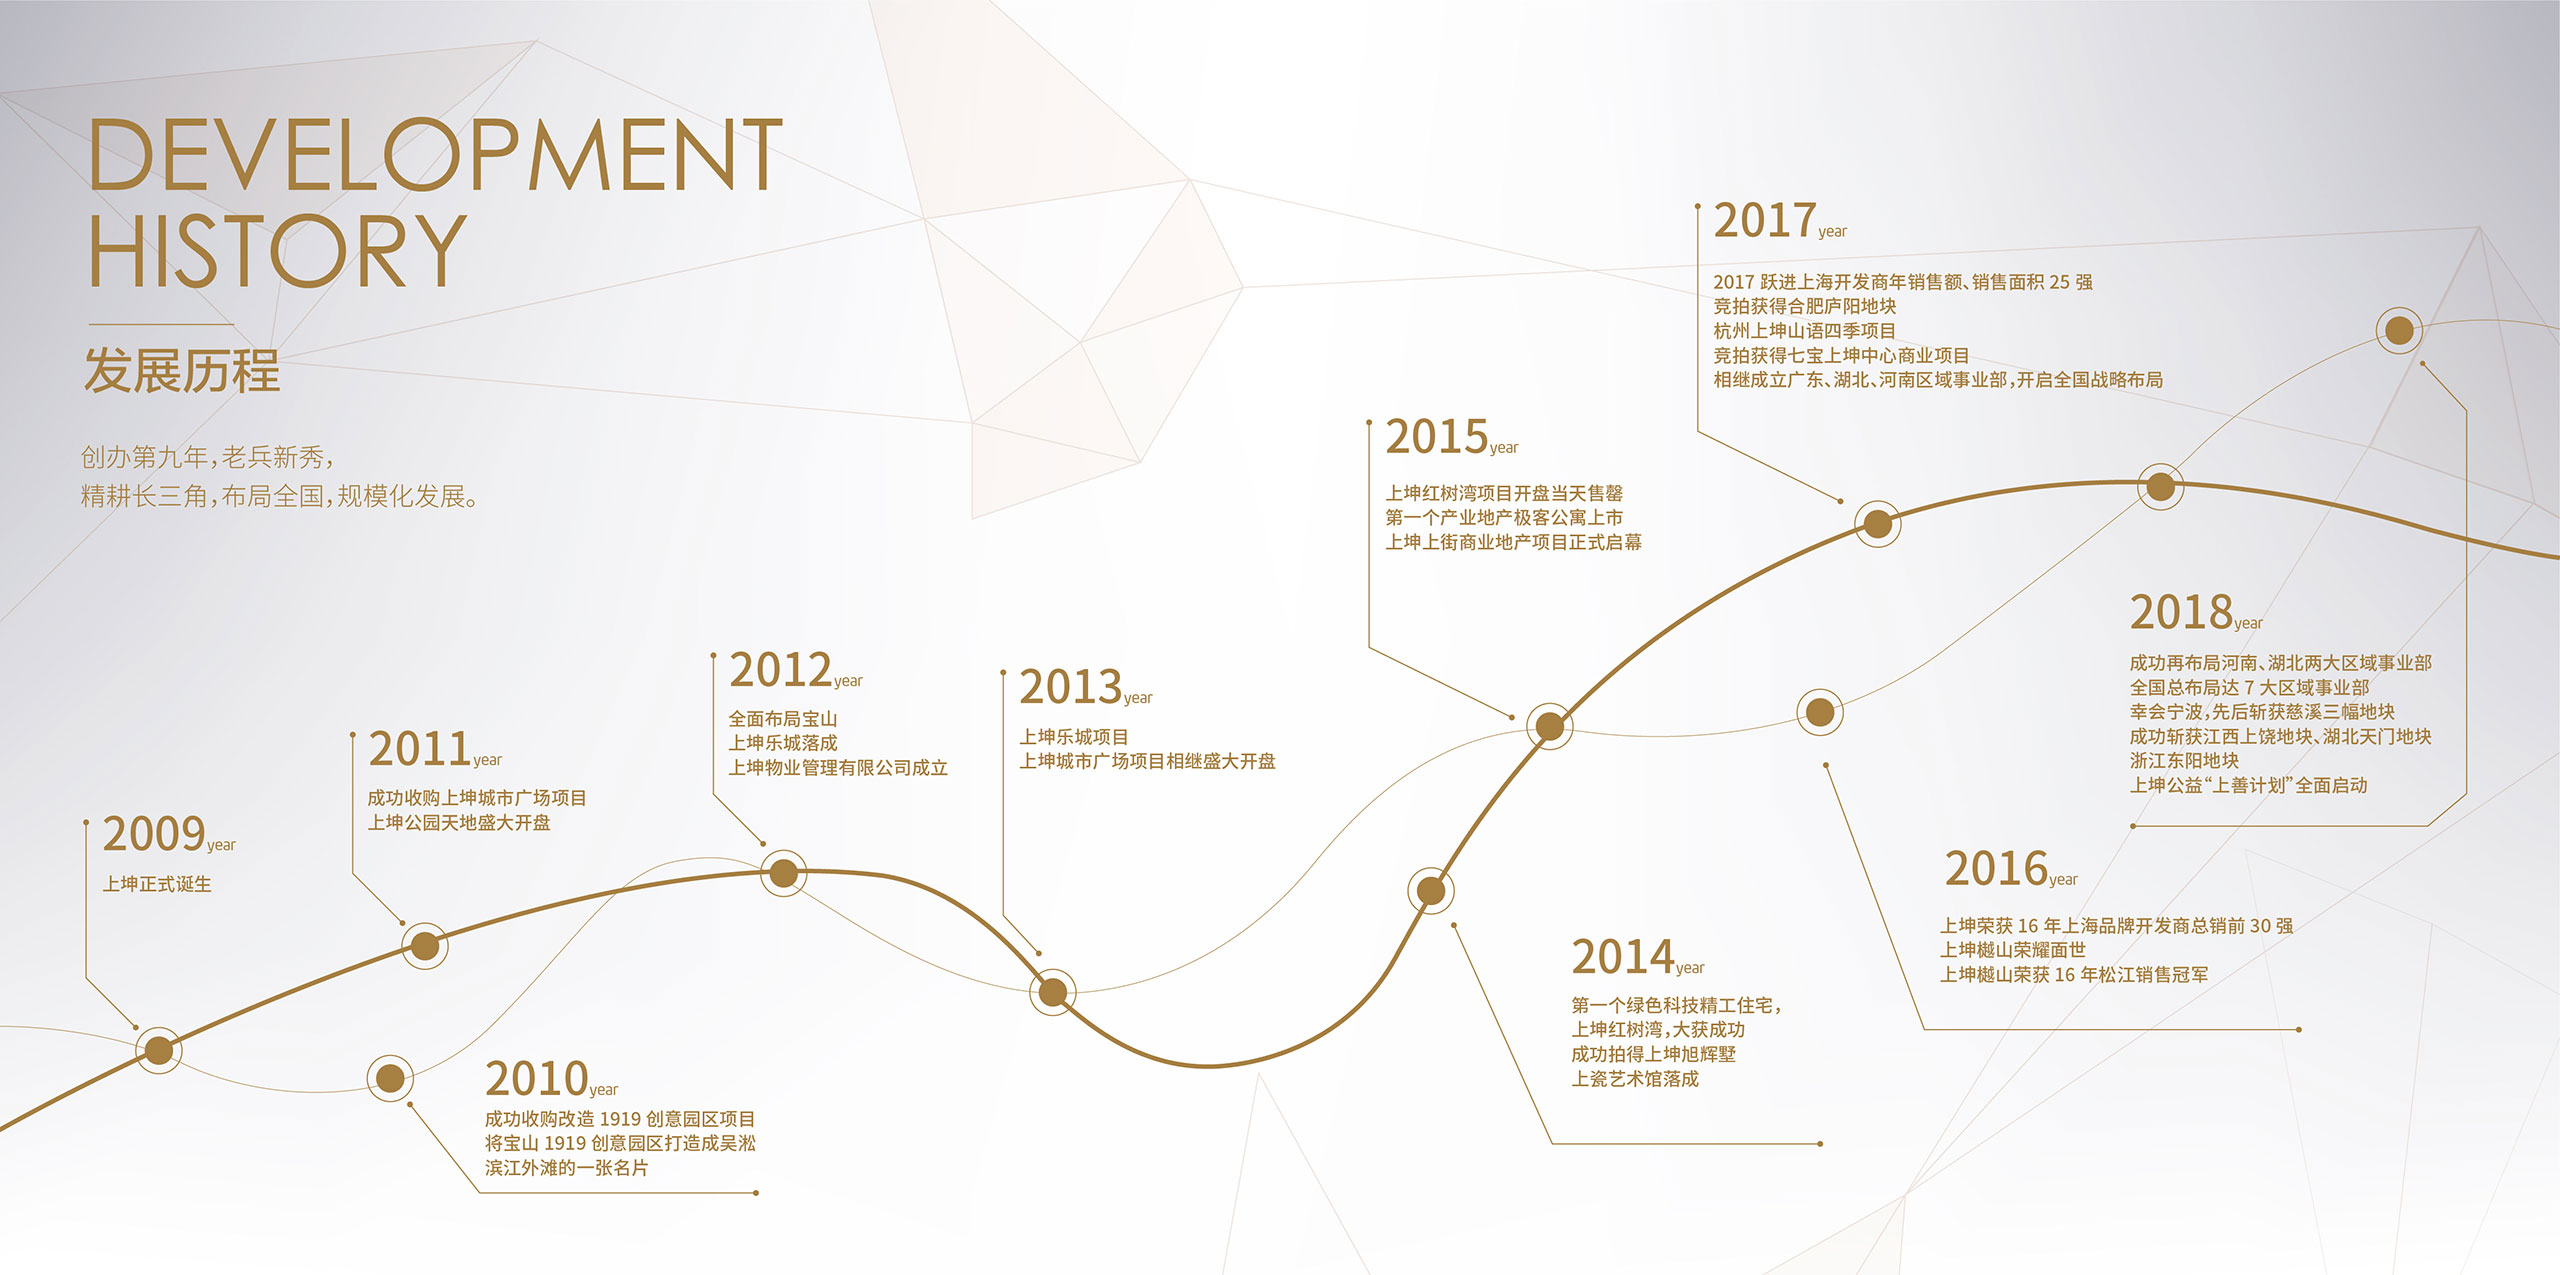 DEVELOPMENT
HISTORY
发展历程
创办第九年，老兵新秀，
精耕长三角，布局全国，规模化发展。
2009year
上坤正式诞生
2010year
成功收购改造 1919 创意园区项目
将宝山 1919 创意园区打造成吴淞
滨江外滩的一张名片
2011year
成功收购上坤城市广场项目
上坤公园天地盛大开盘
2012year
全面布局宝山
上坤乐城落成
上坤物业管理有限公司成立
2013year
上坤乐城项目
上坤城市广场项目相继盛大开盘
2014year
第一个绿色科技精工住宅，
上坤红树湾，大获成功
成功拍得上坤旭辉墅
上瓷艺术馆落成
2015year
上坤红树湾项目开盘当天售罄
第一个产业地产极客公寓上市
上坤上街商业地产项目正式启幕
2016year
上坤荣获 16 年上海品牌开发商总销前 30 强
上坤樾山荣耀面世
上坤樾山荣获 16 年松江销售冠军
2017year
2017 跃进上海开发商年销售额、销售面积 25 强
竞拍获得合肥庐阳地块
杭州上坤山语四季项目
竞拍获得七宝上坤中心商业项目
相继成立广东、湖北、河南区域事业部，开启全国战略布局
2018year
成功再布局河南、湖北两大区域事业部
全国总布局达 7 大区域事业部
幸会宁波，先后斩获慈溪三幅地块
成功斩获江西上饶地块、湖北天门地块
浙江东阳地块
上坤公益“上善计划”全面启动